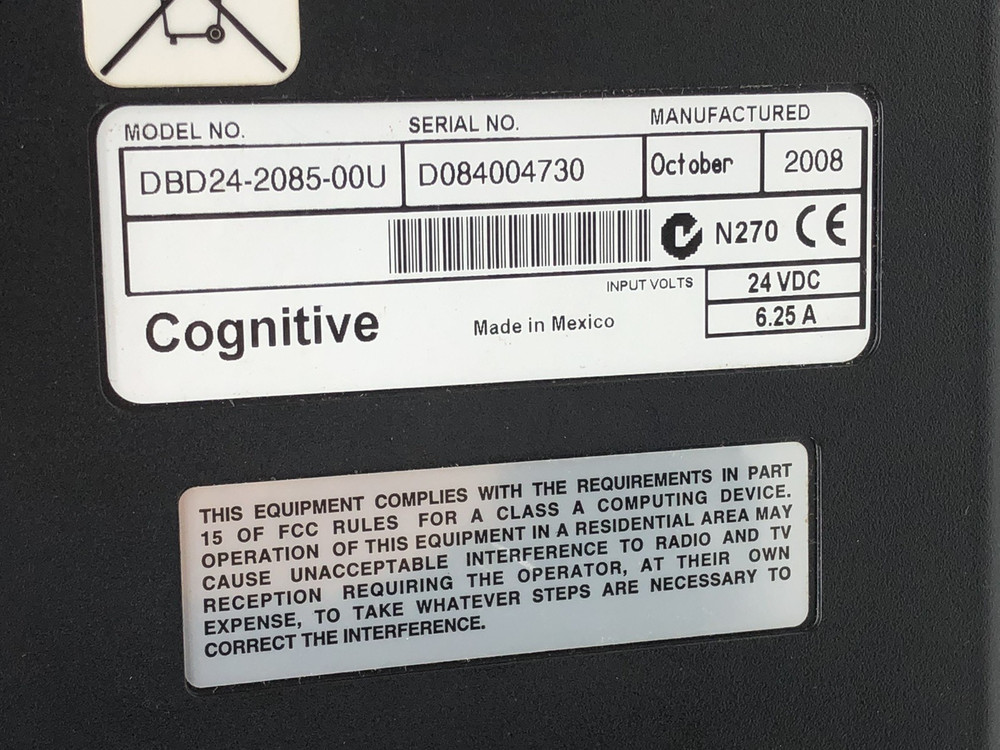 MODEL NO. SERIAL NO. MANUFACTURED
DBD24-2085-00U D084004730 October 2008
N270 CE
INPUT VOLTS 24 VDC
6.25 A
Cognitive Made in Mexico
THIS EQUIPMENT COMPLIES WITH THE REQUIREMENTS IN PART
15 OF FCC RULES FOR A CLASS A COMPUTING DEVICE.
OPERATION OF THIS EQUIPMENT IN A RESIDENTIAL AREA MAY
CAUSE UNACCEPTABLE INTERFERENCE TO RADIO AND TV
RECEPTION REQUIRING THE OPERATOR, AT THEIR OWN
EXPENSE, TO TAKE WHATEVER STEPS ARE NECESSARY TO
CORRECT THE INTERFERENCE.